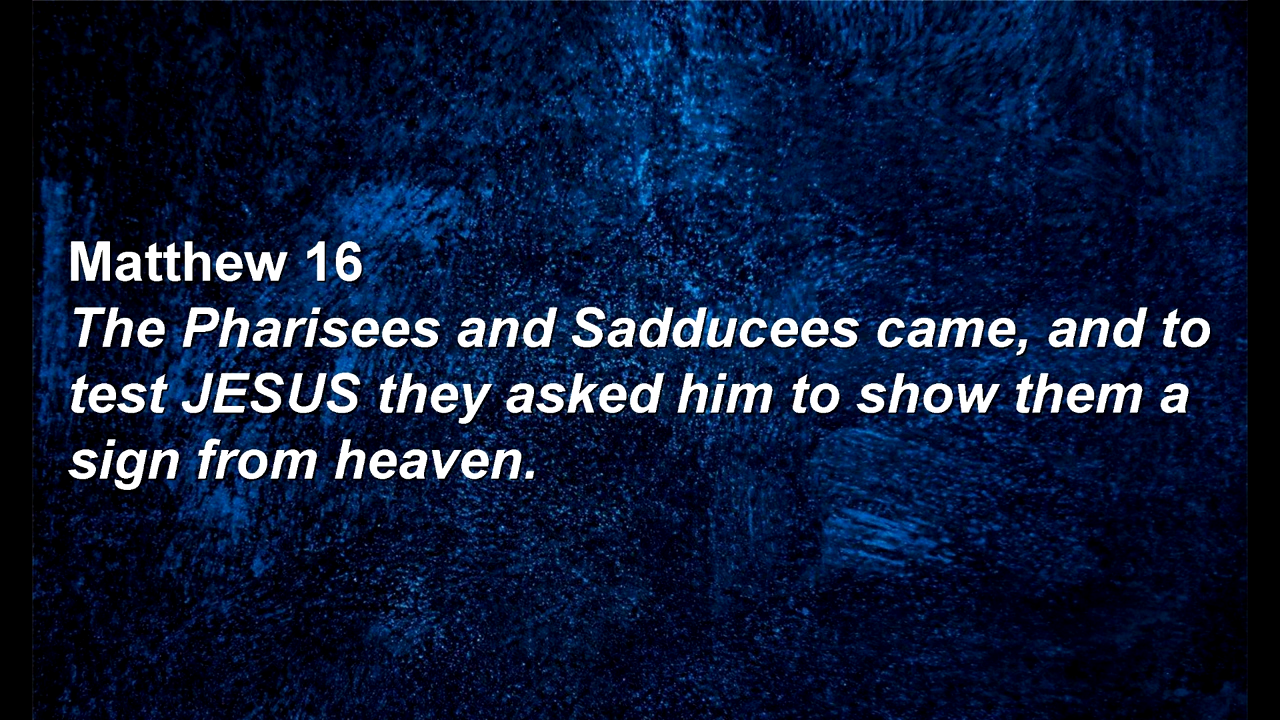 Matthew 16
The Pharisees and Sadducees came, and to
test JESUS they asked him to show them a
sign from heaven.